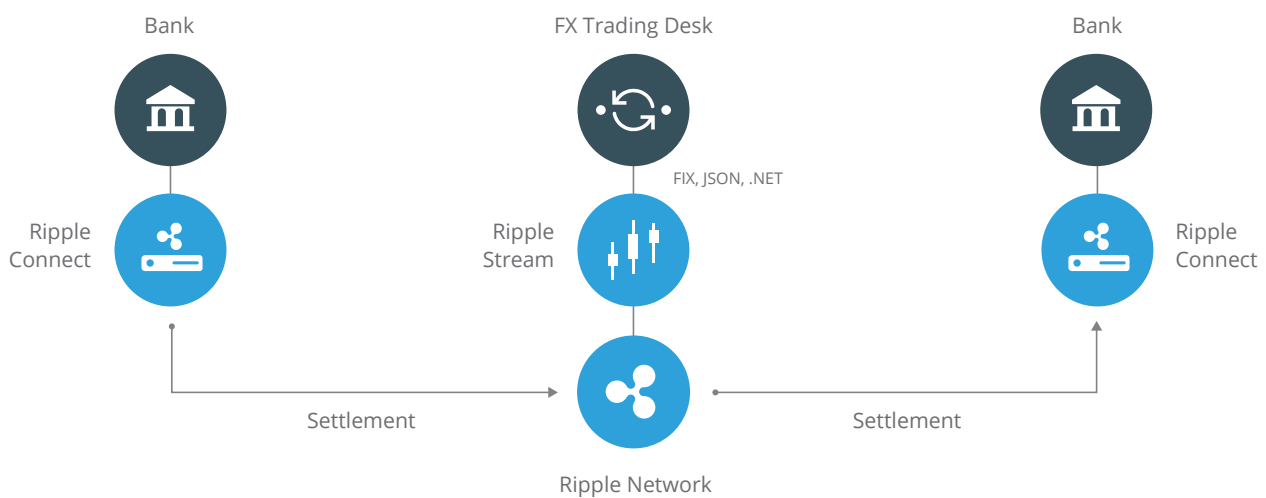 Bank
FX Trading Desk
Bank
FIX, JSON, .NET
Ripple
Connect
Ripple
Stream
Ripple
Connect
Settlement
Settlement
Ripple Network